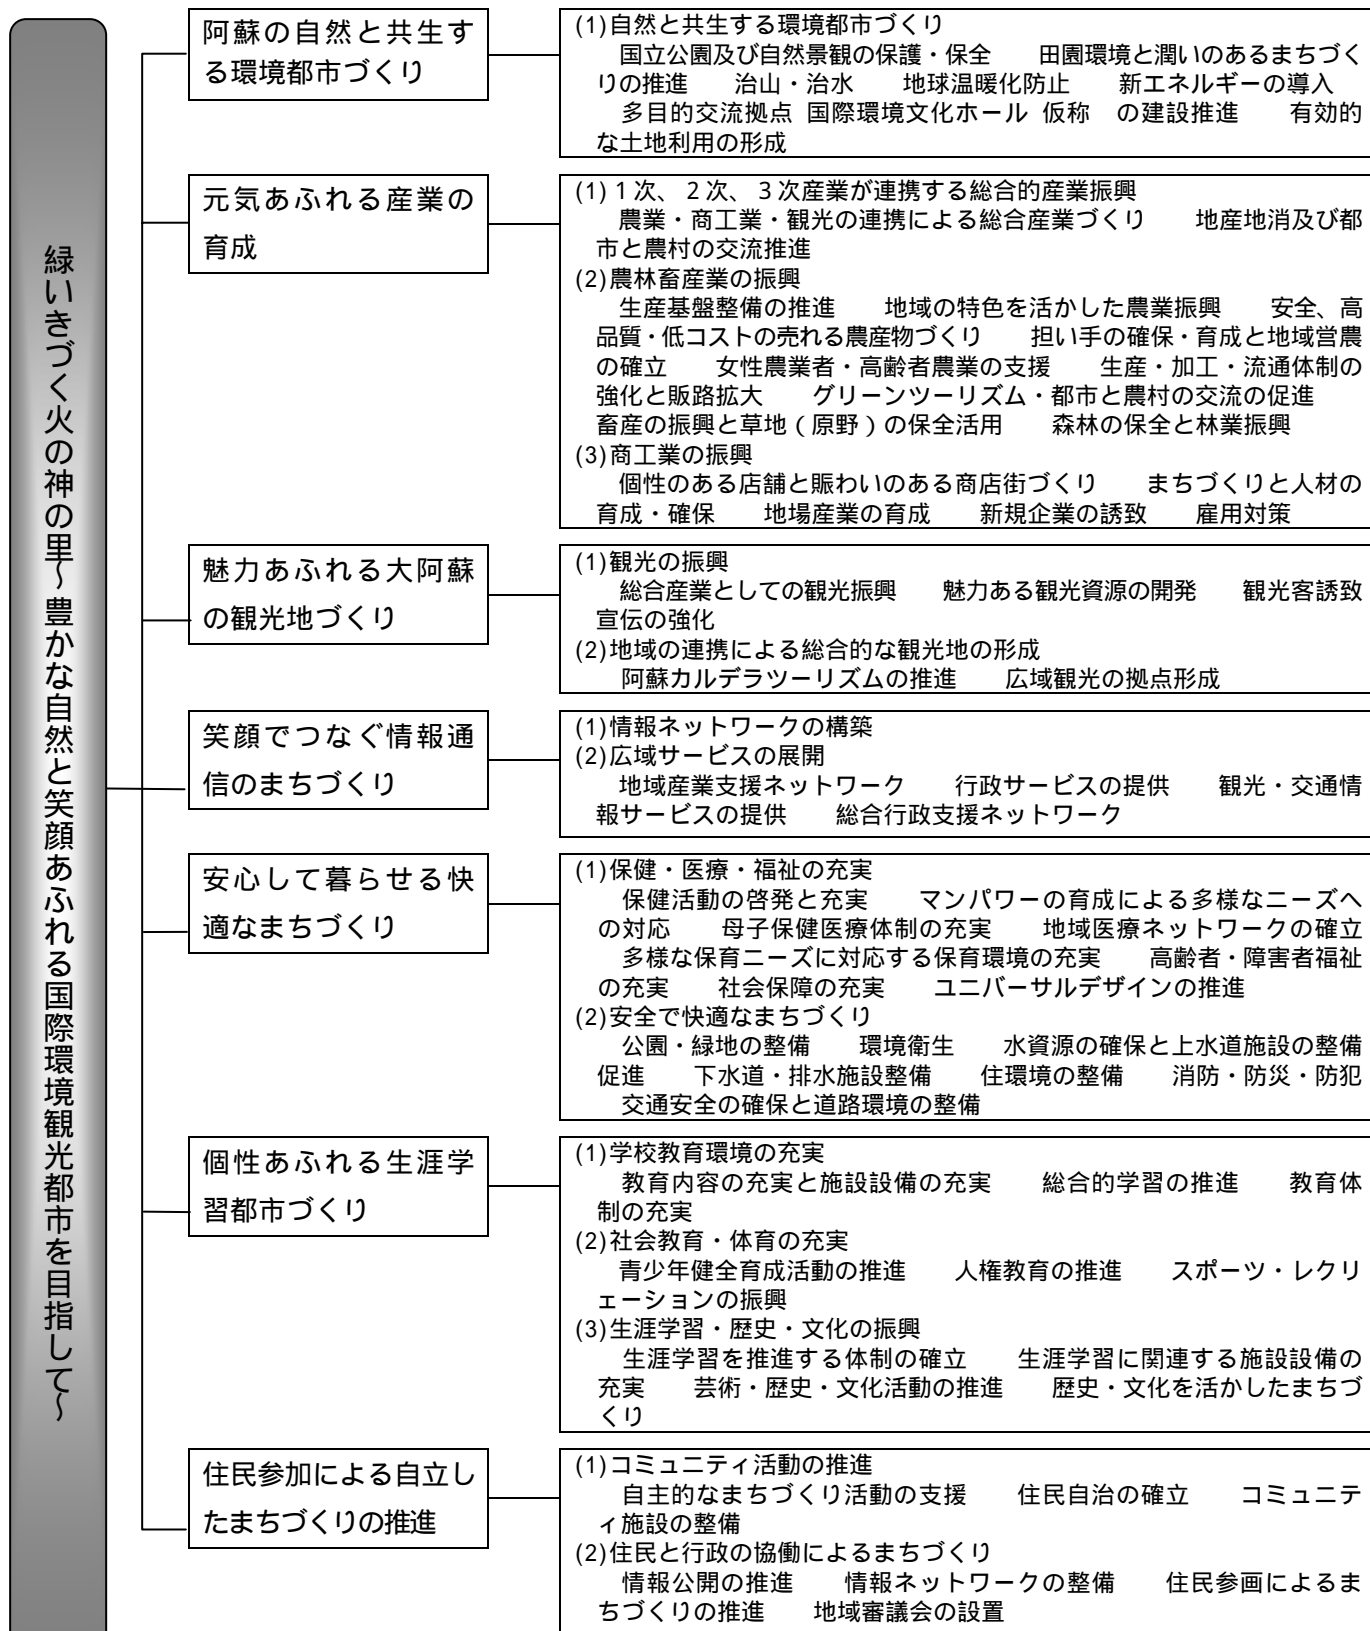 緑いきづく火の神の里～豊かな自然と笑顔あふれる国際環境観光都市を目指して～
阿蘇の自然と共生す
る環境都市づくり
(1)自然と共生する環境都市づくり
国立公園及び自然景観の保護・保全　　田園環境と潤いのあるまちづく
りの推進　　治山・治水　　地球温暖化防止　　新エネルギーの導入
多目的交流拠点 国際環境文化ホール 仮称　の建設推進　　有効的
な土地利用の形成
元気あふれる産業の
育成
(1)１次、２次、３次産業が連携する総合的産業振興
農業・商工業・観光の連携による総合産業づくり　　地産地消及び都
市と農村の交流推進
(2)農林畜産業の振興
生産基盤整備の推進　　地域の特色を活かした農業振興　　安全、高
品質・低コストの売れる農産物づくり　　担い手の確保・育成と地域営農
の確立　　女性農業者・高齢者農業の支援　　生産・加工・流通体制の
強化と販路拡大　　グリーンツーリズム・都市と農村の交流の促進
畜産の振興と草地（原野）の保全活用　　森林の保全と林業振興
(3)商工業の振興
個性のある店舗と賑わいのある商店街づくり　　まちづくりと人材の
育成・確保　　地場産業の育成　　新規企業の誘致　　雇用対策
魅力あふれる大阿蘇
の観光地づくり
(1)観光の振興
総合産業としての観光振興　　魅力ある観光資源の開発　　観光客誘致
宣伝の強化
(2)地域の連携による総合的な観光地の形成
阿蘇カルデラツーリズムの推進　　広域観光の拠点形成
笑顔でつなぐ情報通
信のまちづくり
(1)情報ネットワークの構築
(2)広域サービスの展開
地域産業支援ネットワーク　　行政サービスの提供　　観光・交通情
報サービスの提供　　総合行政支援ネットワーク
安心して暮らせる快
適なまちづくり
(1)保健・医療・福祉の充実
保健活動の啓発と充実　　マンパワーの育成による多様なニーズへ
の対応　　母子保健医療体制の充実　　地域医療ネットワークの確立
多様な保育ニーズに対応する保育環境の充実　　高齢者・障害者福祉
の充実　　社会保障の充実　　ユニバーサルデザインの推進
(2)安全で快適なまちづくり
公園・緑地の整備　　環境衛生　　水資源の確保と上水道施設の整備
促進　　下水道・排水施設整備　　住環境の整備　　消防・防災・防犯
交通安全の確保と道路環境の整備
個性あふれる生涯学
習都市づくり
(1)学校教育環境の充実
教育内容の充実と施設設備の充実　　総合的学習の推進　　教育体
制の充実
(2)社会教育・体育の充実
青少年健全育成活動の推進　　人権教育の推進　　スポーツ・レクリ
ェーションの振興
(3)生涯学習・歴史・文化の振興
生涯学習を推進する体制の確立　　生涯学習に関連する施設設備の
充実　　芸術・歴史・文化活動の推進　　歴史・文化を活かしたまちづ
くり
住民参加による自立し
たまちづくりの推進
(1)コミュニティ活動の推進
自主的なまちづくり活動の支援　　住民自治の確立　　コミュニテ
ィ施設の整備
(2)住民と行政の協働によるまちづくり
情報公開の推進　　情報ネットワークの整備　　住民参画によるま
ちづくりの推進　　地域審議会の設置